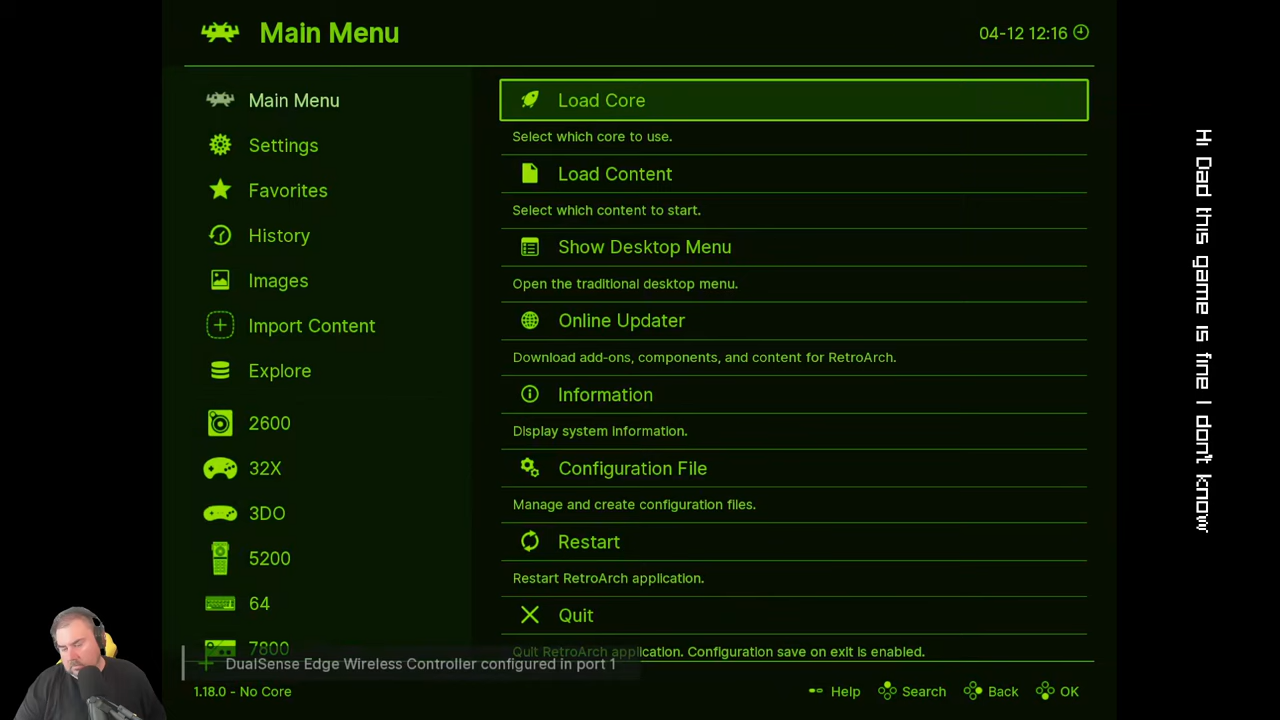 Main Menu
04-12 12:16
Main Menu
Settings
Favorites
History
Images
Import Content
Explore
2600
32X
3DO
5200
64
7800
Load Core
Select which core to use.
Load Content
Select which content to start.
Show Desktop Menu
Open the traditional desktop menu.
Online Updater
Download add-ons, components, and content for RetroArch.
Information
Display system information.
Configuration File
Manage and create configuration files.
Restart
Restart RetroArch application.
Quit
Quit RetroArch application. Configuration save on exit is enabled.
DualSense Edge Wireless Controller configured in port 1
1.18.0 - No Core
Help
Search
Back
OK
Hi Dad this game is fine I don't know